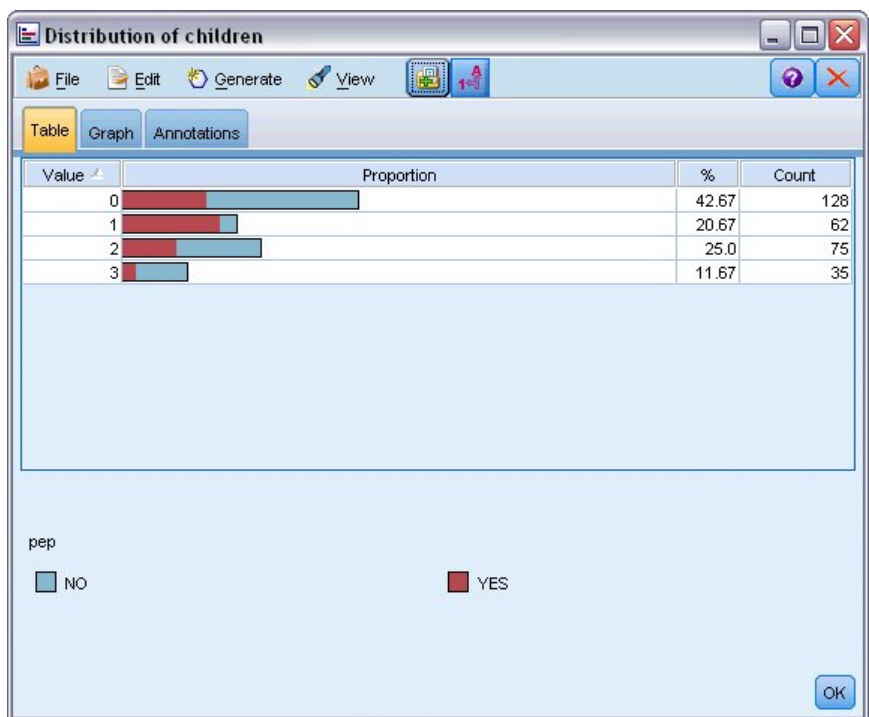 Distribution of children
File Edit Generate View
Table Graph Annotations
Value Proportion % Count
0 42.67 128
1 20.67 62
2 25.0 75
3 11.67 35
pep
NO YES
OK